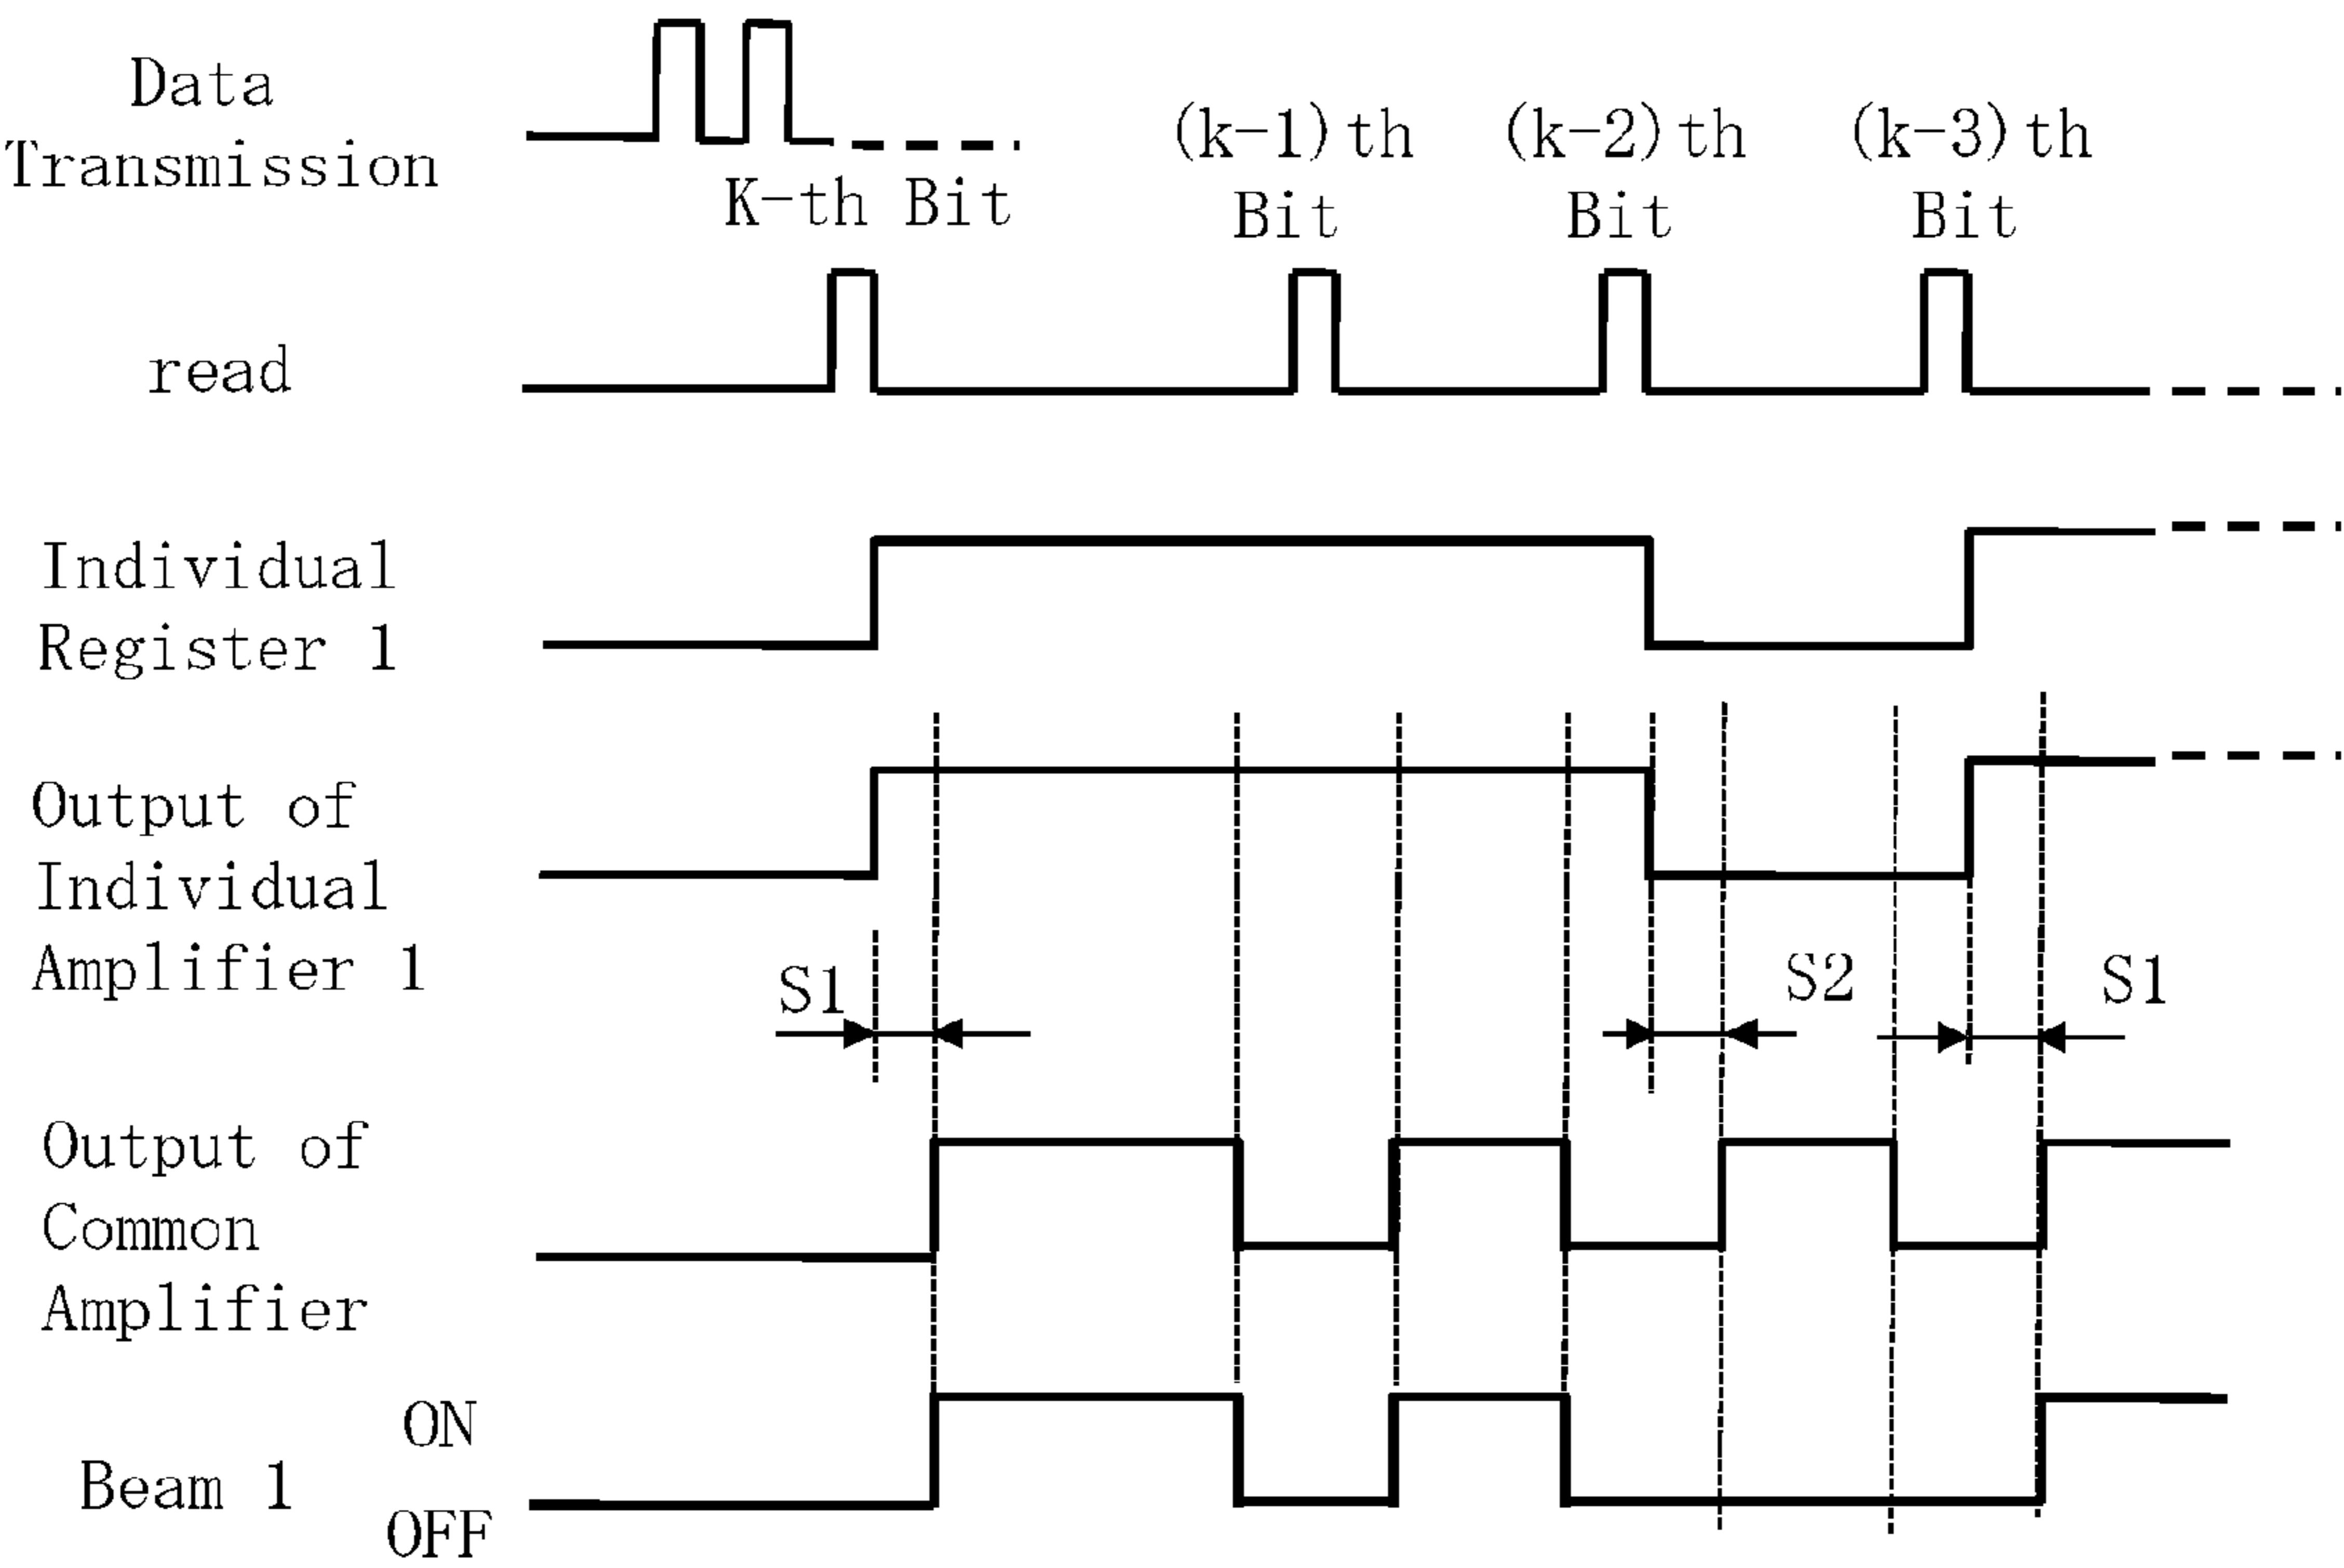 Data
Transmission
K-th Bit
(k-1)th
Bit
(k-2)th
Bit
(k-3)th
Bit
read
Individual
Register 1
Output of
Individual
Amplifier 1
S1
S2
S1
Output of
Common
Amplifier
ON
Beam 1
OFF